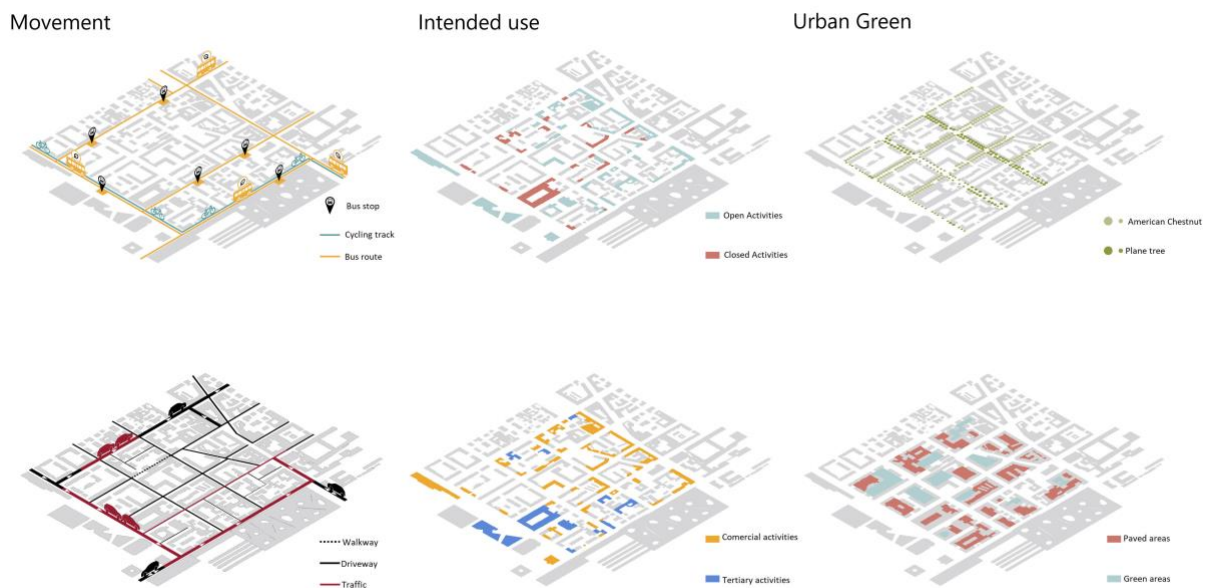 Movement
Intended use
Urban Green
Bus stop
Cycling track
Bus route
Open Activities
Closed Activities
American Chestnut
Plane tree
Walkway
Driveway
Traffic
Comercial activities
Tertiary activities
Paved areas
Green areas